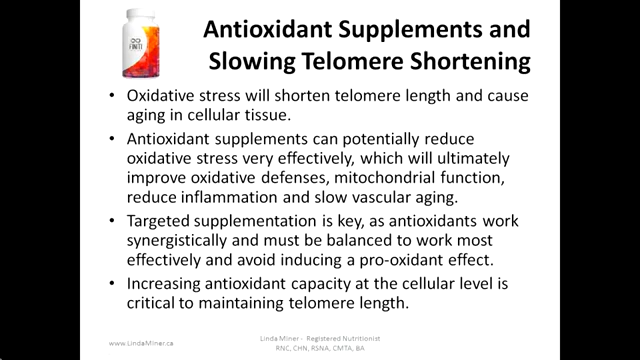 FINITI
Antioxidant Supplements and
Slowing Telomere Shortening
• Oxidative stress will shorten telomere length and cause
aging in cellular tissue.
• Antioxidant supplements can potentially reduce
oxidative stress very effectively, which will ultimately
improve oxidative defenses, mitochondrial function,
reduce inflammation and slow vascular aging.
• Targeted supplementation is key, as antioxidants work
synergistically and must be balanced to work most
effectively and avoid inducing a pro-oxidant effect.
• Increasing antioxidant capacity at the cellular level is
critical to maintaining telomere length.
www.LindaMiner.ca
Linda Miner - Registered Nutritionist
RNC, CHN, RSNA, CMTA, BA